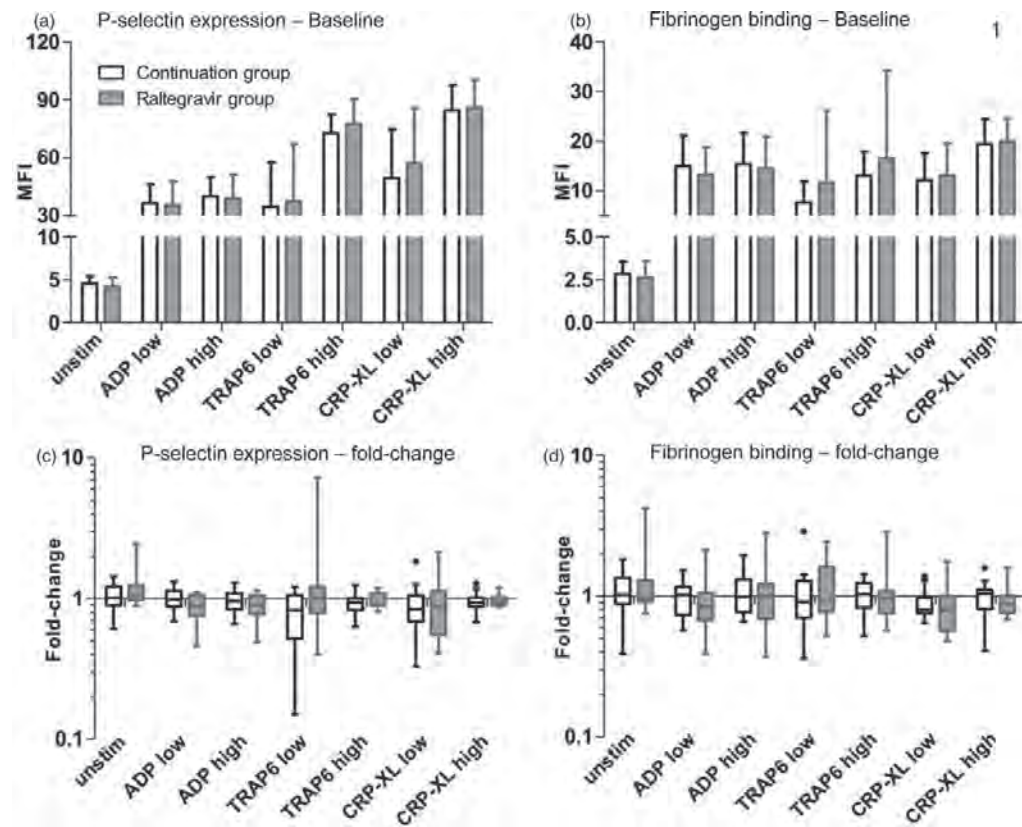 (a) P-selectin expression – Baseline
120
90
60
30
10
5
0
MFI
Continuation group
Raltegravir group
unstim
ADP low
ADP high
TRAP6 low
TRAP6 high
CRP-XL low
CRP-XL high
(b) Fibrinogen binding – Baseline
1
40
30
20
10
5.0
2.5
0.0
MFI
unstim
ADP low
ADP high
TRAP6 low
TRAP6 high
CRP-XL low
CRP-XL high
(c) P-selectin expression – fold-change
10
1
0.1
Fold-change
unstim
ADP low
ADP high
TRAP6 low
TRAP6 high
CRP-XL low
CRP-XL high
(d) Fibrinogen binding – fold-change
10
1
0.1
Fold-change
unstim
ADP low
ADP high
TRAP6 low
TRAP6 high
CRP-XL low
CRP-XL high